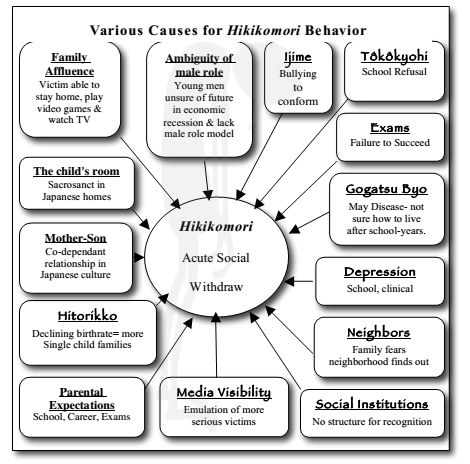 Various Causes for Hikikomori Behavior
Family
Affluence
Victim able to
stay home, play
video games &
watch TV
Ambiguity of
male role
Young men
unsure of future
in economic
recession & lack
male role model
Ijime
Bullying
to
conform
Tôkôkyohi
School Refusal
Exams
Failure to Succeed
The child's room
Sacrosanct in
Japanese homes
Gogatsu Byo
May Disease- not
sure how to live
after school-years.
Mother-Son
Co-dependant
relationship in
Japanese culture
Hikikomori
Acute Social
Withdraw
Depression
School, clinical
Hitorikko
Declining birthrate= more
Single child families
Neighbors
Family fears
neighborhood finds out
Parental
Expectations
School, Career, Exams
Media Visibility
Emulation of more
serious victims
Social Institutions
No structure for recognition